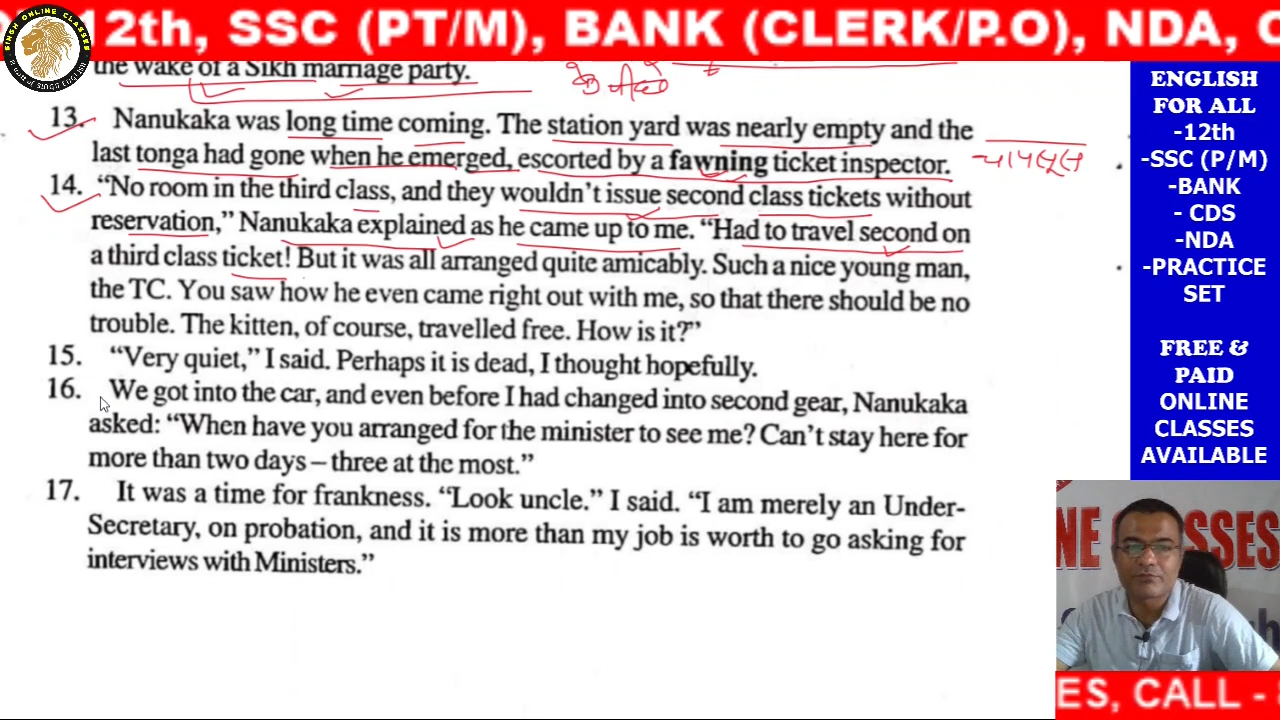 12th, SSC (PT/M), BANK (CLERK/P.O), NDA, C
SINGH ONLINE CLASSES
the wake of a Sikh marriage party.
13. Nanukaka was long time coming. The station yard was nearly empty and the
last tonga had gone when he emerged, escorted by a fawning ticket inspector.
14. “No room in the third class, and they wouldn’t issue second class tickets without
reservation,” Nanukaka explained as he came up to me. “Had to travel second on
a third class ticket! But it was all arranged quite amicably. Such a nice young man,
the TC. You saw how he even came right out with me, so that there should be no
trouble. The kitten, of course, travelled free. How is it?”
15. “Very quiet,” I said. Perhaps it is dead, I thought hopefully.
16. We got into the car, and even before I had changed into second gear, Nanukaka
asked: “When have you arranged for the minister to see me? Can’t stay here for
more than two days – three at the most.”
17. It was a time for frankness. “Look uncle.” I said. “I am merely an Under-
Secretary, on probation, and it is more than my job is worth to go asking for
interviews with Ministers.”
ENGLISH
FOR ALL
-12th
-SSC (P/M)
-BANK
- CDS
-NDA
-PRACTICE
SET
FREE &
PAID
ONLINE
CLASSES
AVAILABLE
NE SSES
ES, CALL -